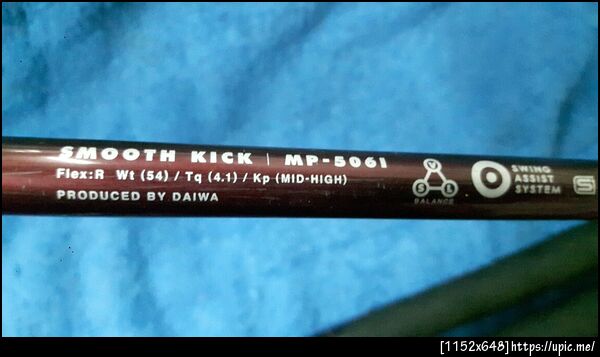 SMOOTH KICK | MP-506I
Flex:R Wt (54) / Tq (4.1) / Kp (MID-HIGH)
PRODUCED BY DAIWA
V
S L
BALANCE
SWING
ASSIST
SYSTEM
S
[1152x648]https://upic.me/